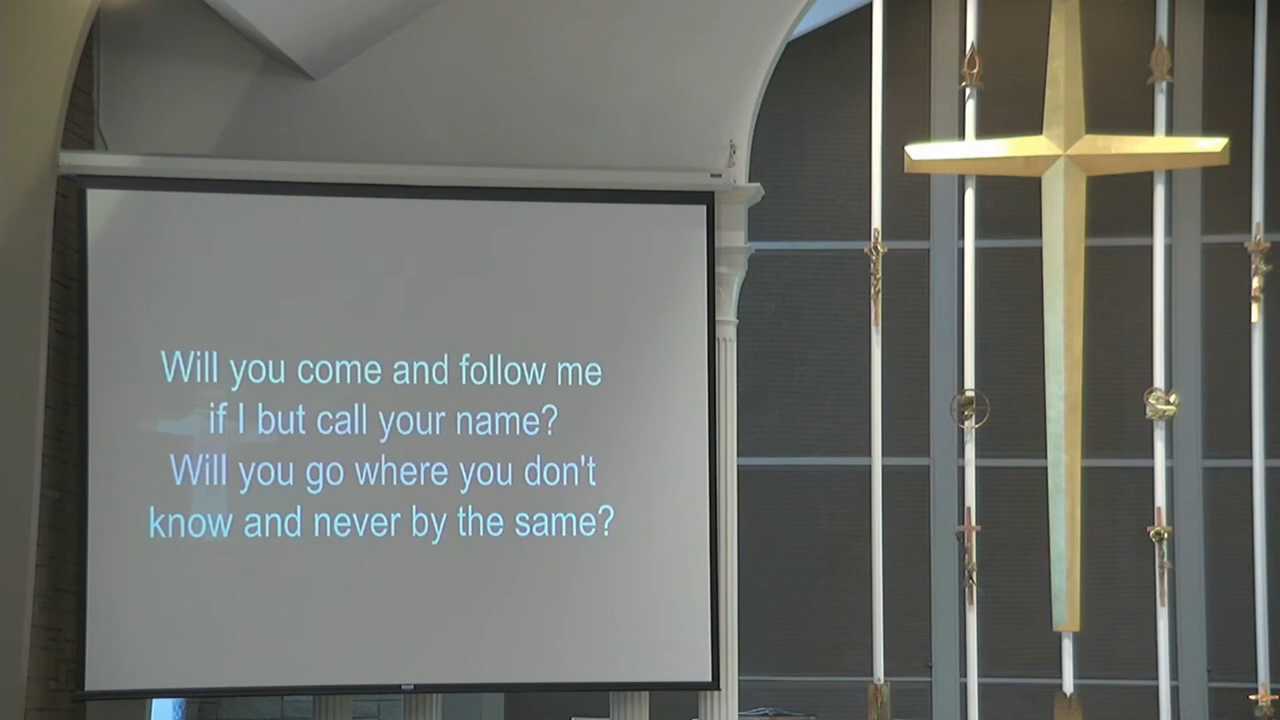 Will you come and follow me
if I but call your name?
Will you go where you don't
know and never by the same?